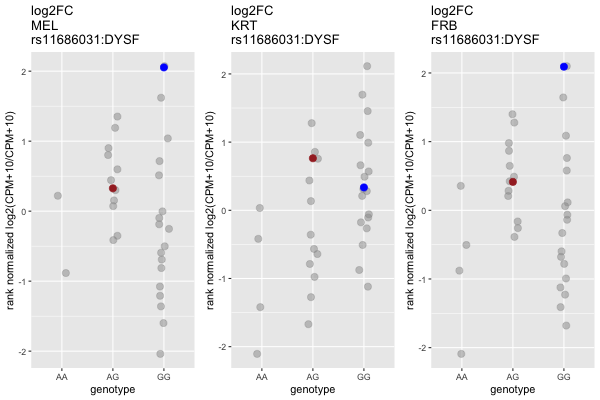 log2FC
MEL
rs11686031:DYSF
rank normalized log2(CPM+10/CPM+10)
2
1
0
-1
-2
AA
AG
GG
genotype
log2FC
KRT
rs11686031:DYSF
rank normalized log2(CPM+10/CPM+10)
2
1
0
-1
-2
AA
AG
GG
genotype
log2FC
FRB
rs11686031:DYSF
rank normalized log2(CPM+10/CPM+10)
2
1
0
-1
-2
AA
AG
GG
genotype